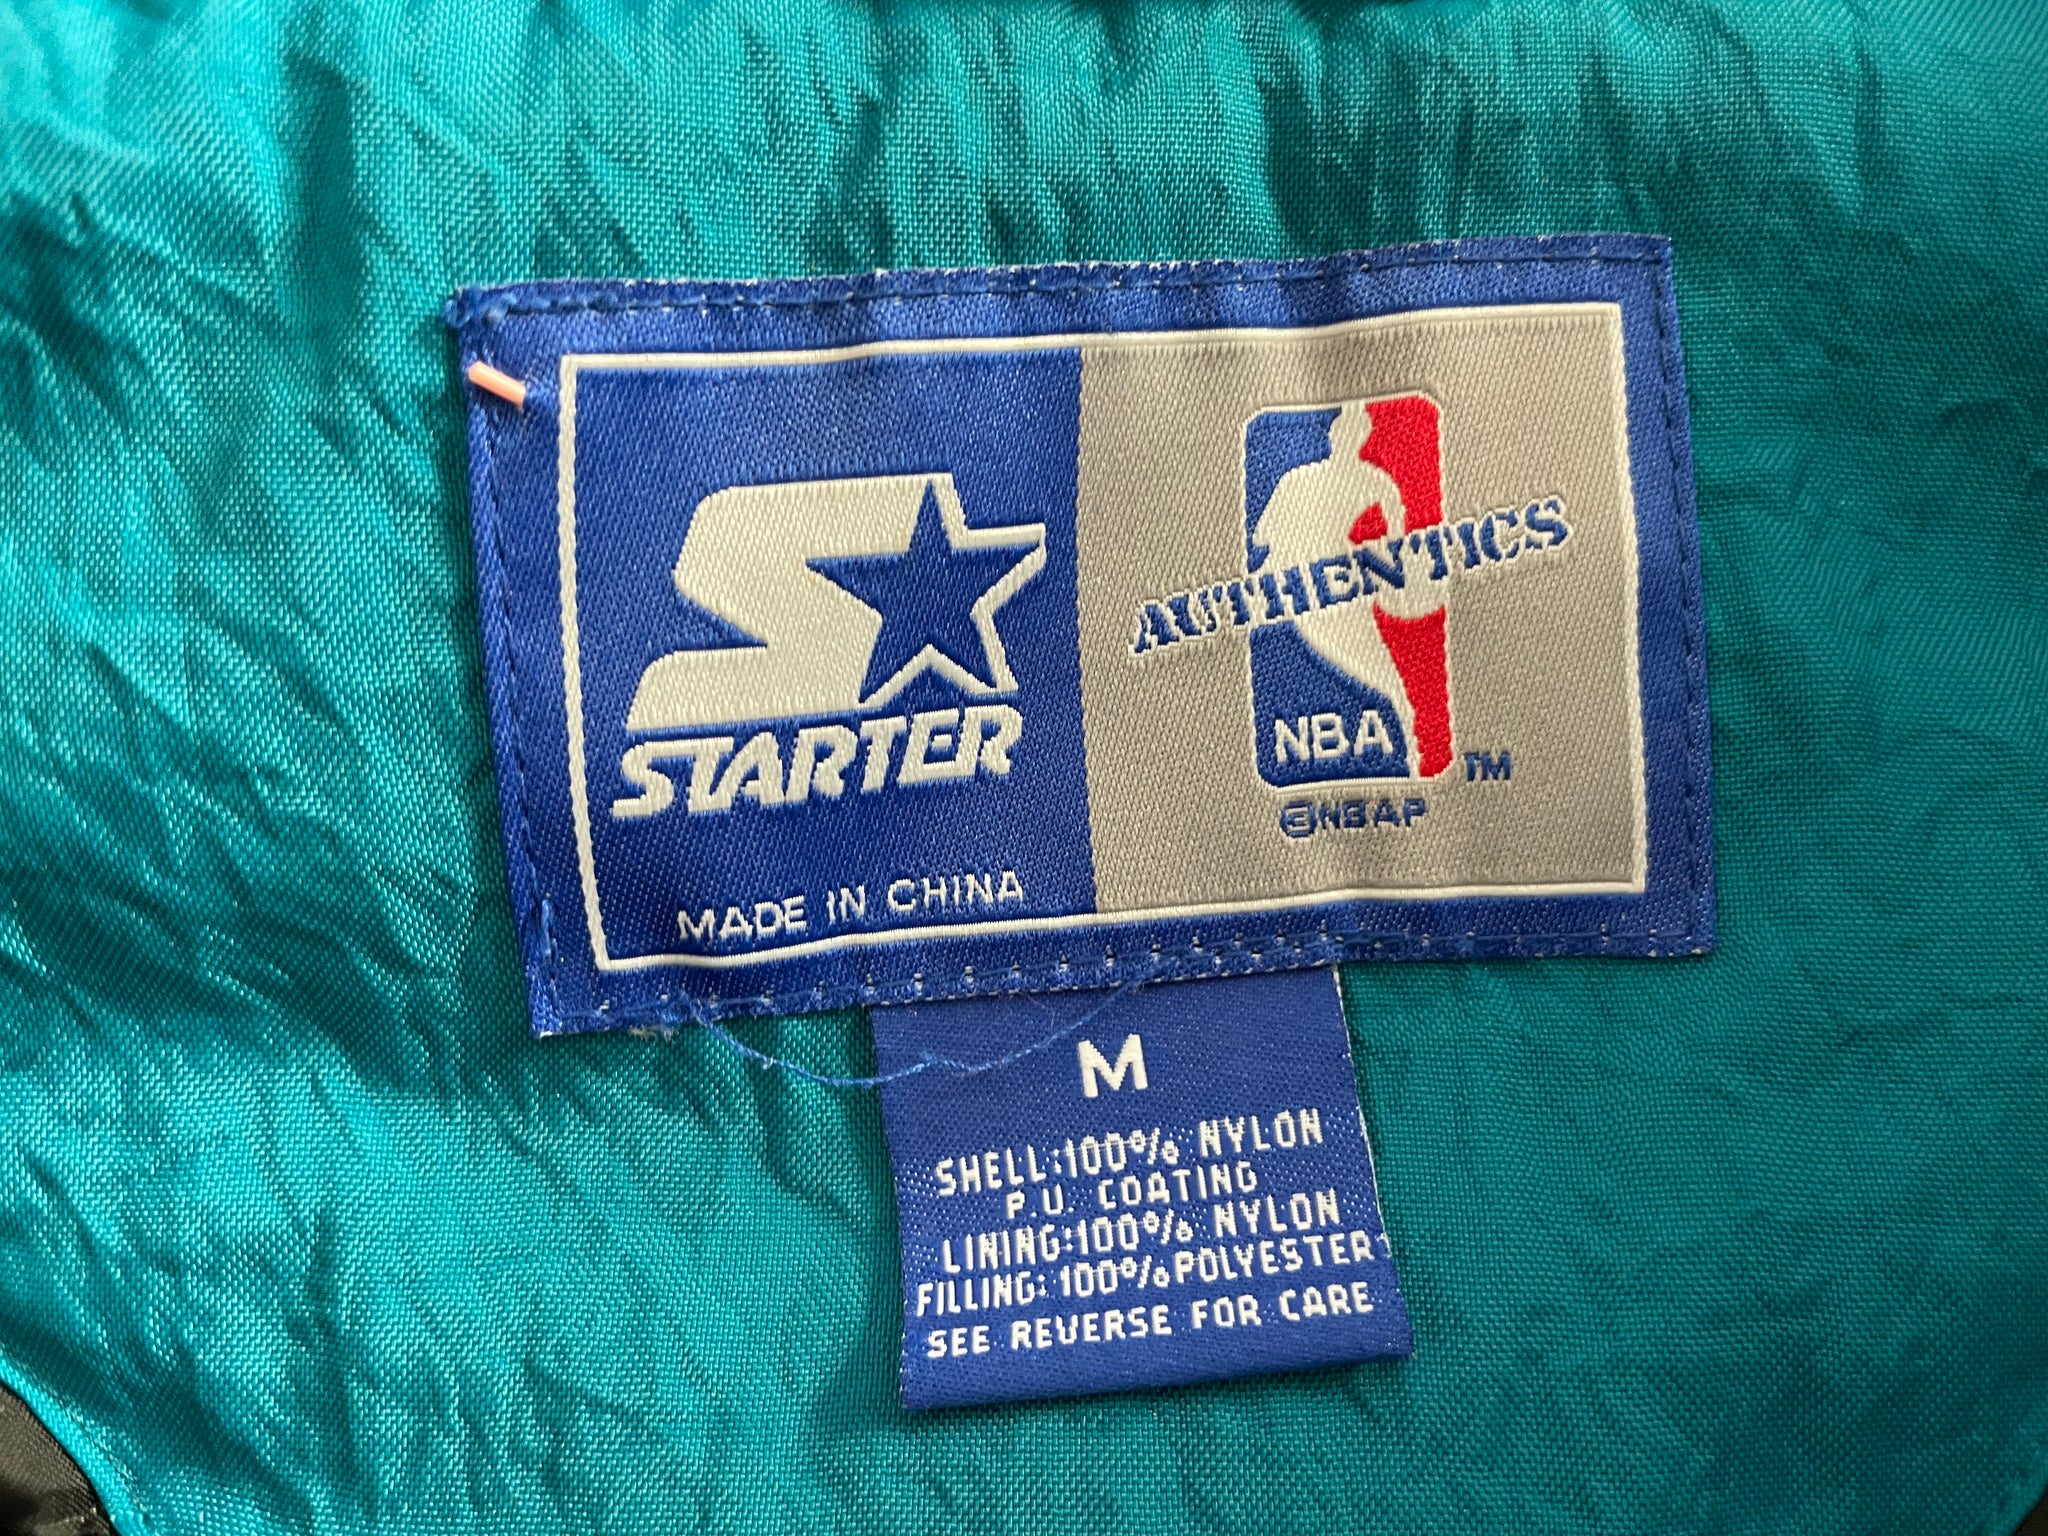 STARTER
MADE IN CHINA
AUTHENTICS
NBA
TM
©NBAP
M
SHELL:100% NYLON
P.U. COATING
LINING:100% NYLON
FILLING: 100% POLYESTER
SEE REVERSE FOR CARE